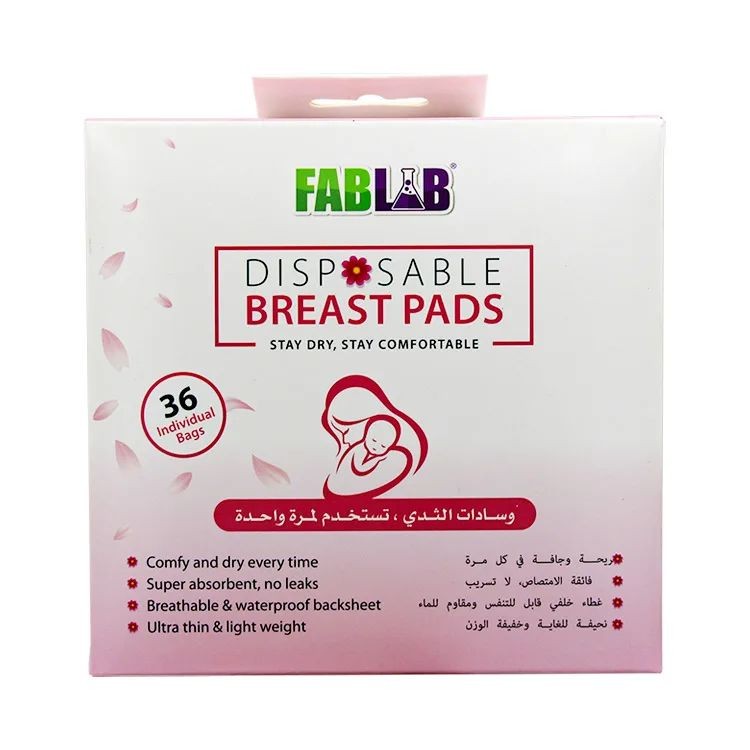 FABLAB®
DISPOSABLE
BREAST PADS
STAY DRY, STAY COMFORTABLE
36
Individual
Bags
وسادات الثدي ، تستخدم لمرة واحدة
Comfy and dry every time
Super absorbent, no leaks
Breathable & waterproof backsheet
Ultra thin & light weight
مريحة وجافة في كل مرة
فائقة الامتصاص، لا تسريب
غطاء خلفي قابل للتنفس ومقاوم للماء
نحيفة للغاية وخفيفة الوزن